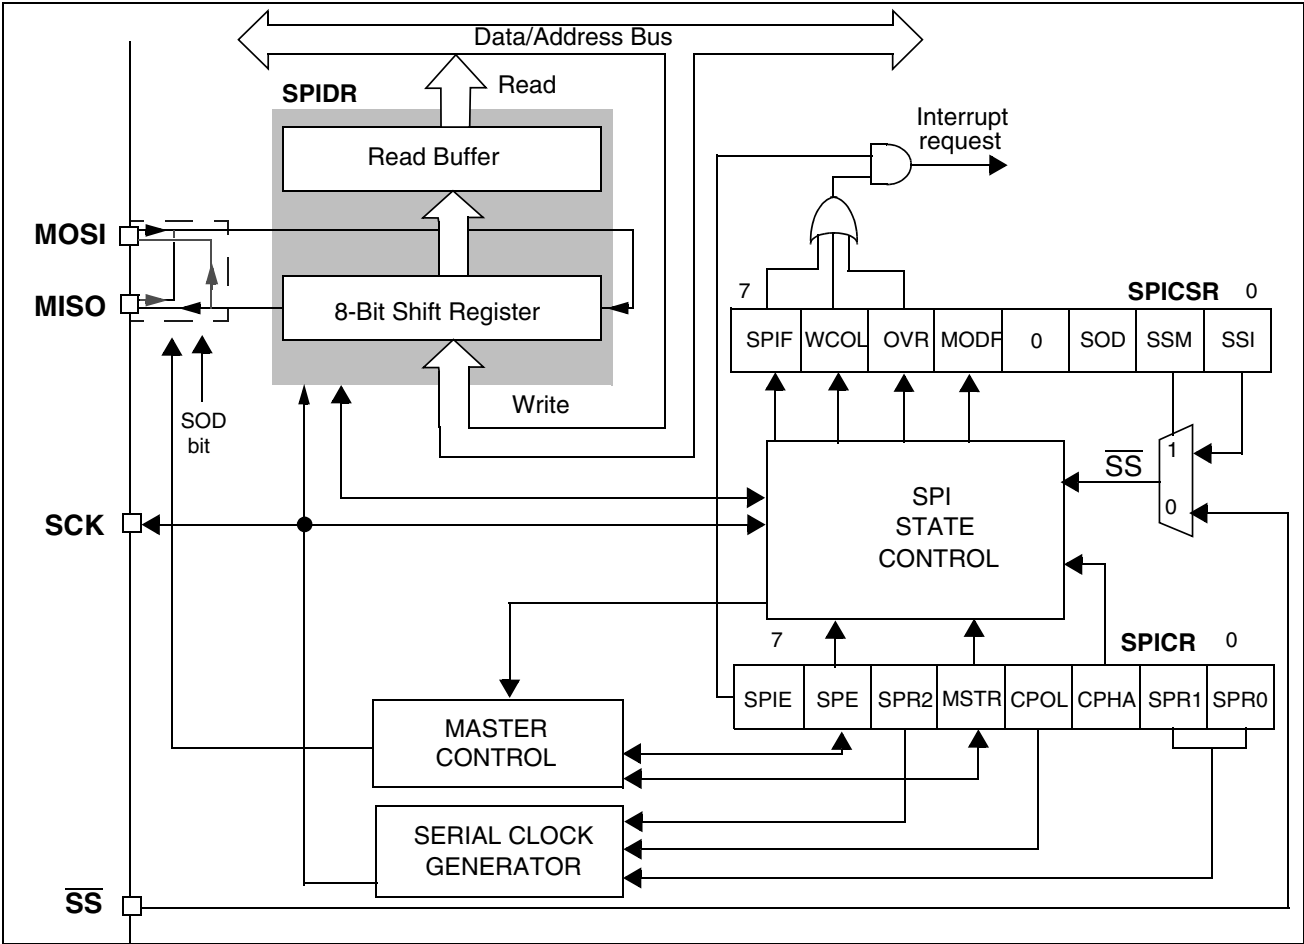 Data/Address Bus
SPIDR
Read
Read Buffer
Interrupt
request
MOSI
MISO
8-Bit Shift Register
7
SPICSR
0
SPIF
WCOL
OVR
MODF
0
SOD
SSM
SSI
Write
SOD
bit
SS
1
0
SCK
SPI
STATE
CONTROL
7
SPICR
0
SPIE
SPE
SPR2
MSTR
CPOL
CPHA
SPR1
SPR0
MASTER
CONTROL
SERIAL CLOCK
GENERATOR
SS